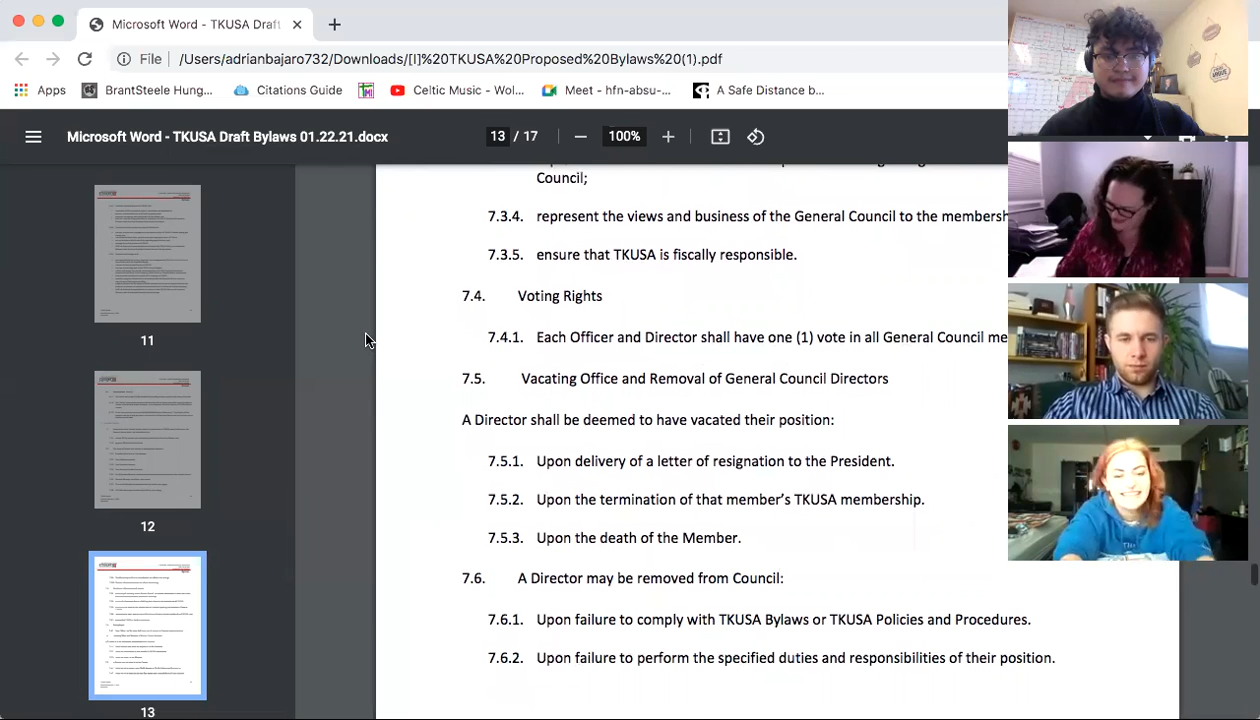 Microsoft Word - TKUSA Draft
File
/Users/adrianbajaro732/Downloads/[I]%20TKUSA%20Proposed%20Bylaws%20(1).pdf
Apps
BrantSteele Hung...
Citations Guide
Celtic Music - Wol...
Meet - hfn-absu-...
A Safe Distance b...
Microsoft Word - TKUSA Draft Bylaws 01.22.21.docx
13 / 17
100%
11
12
13
Council;
7.3.4. represent the views and business of the General Council to the membersh
7.3.5. ensure that TKUSA is fiscally responsible.
7.4. Voting Rights
7.4.1. Each Officer and Director shall have one (1) vote in all General Council me
7.5. Vacating Office and Removal of General Council Directors
A Director shall be deemed to have vacated their position:
7.5.1. Upon delivery of a letter of resignation to the President.
7.5.2. Upon the termination of that member's TKUSA membership.
7.5.3. Upon the death of the Member.
7.6. A Director may be removed from Council:
7.6.1. Upon failure to comply with TKUSA Bylaws or TKUSA Policies and Procedures.
7.6.2. Upon failure to perform the specified duties and responsibilities of their position.